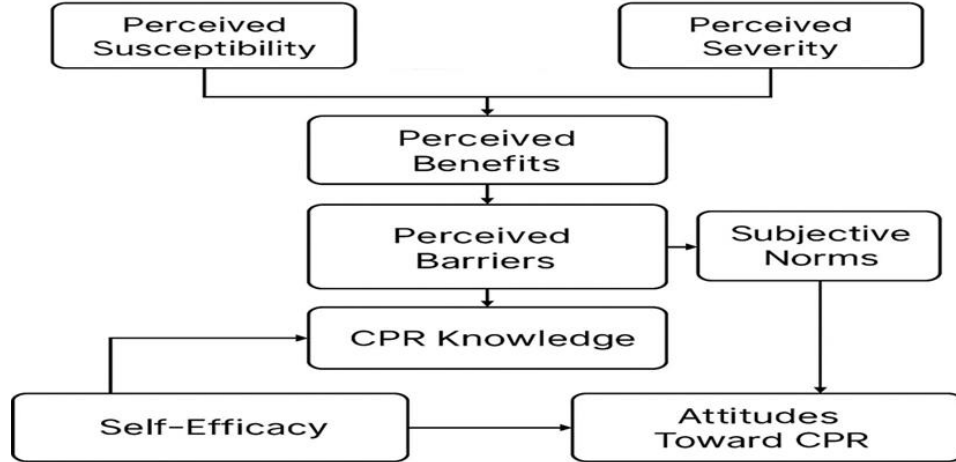 Perceived
Susceptibility
Perceived
Severity
Perceived
Benefits
Perceived
Barriers
Subjective
Norms
CPR Knowledge
Self-Efficacy
Attitudes
Toward CPR